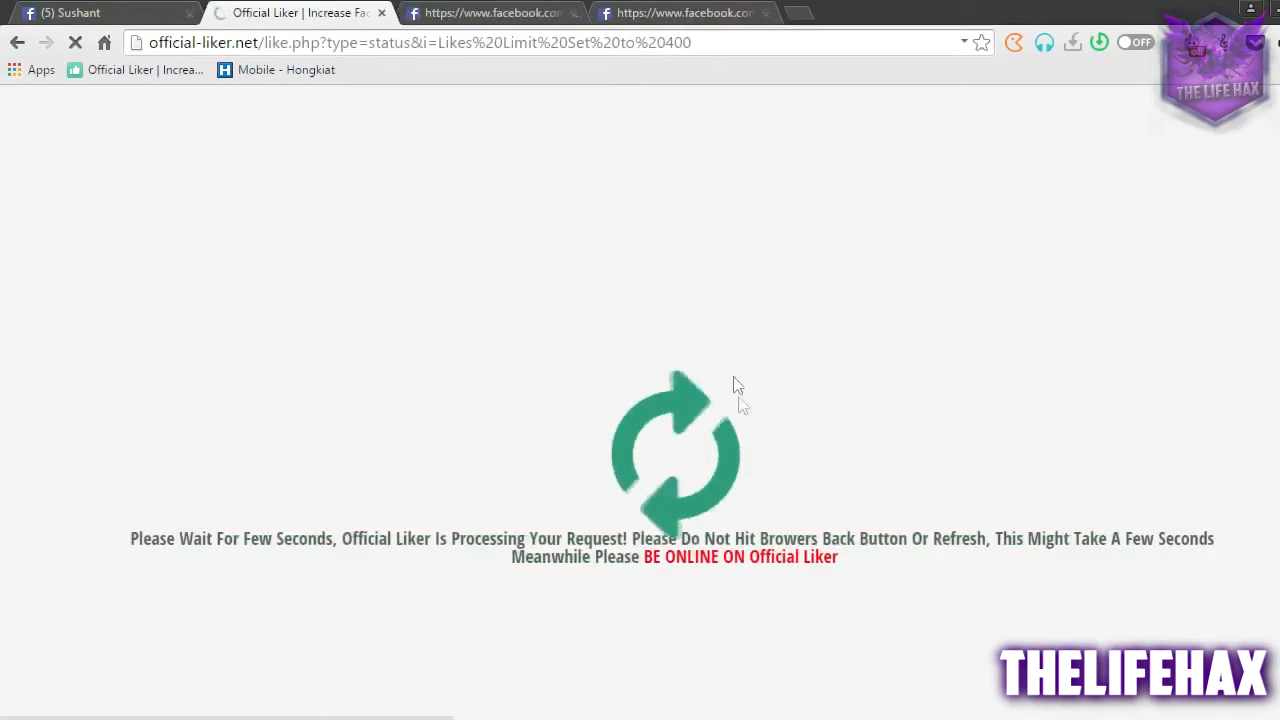 (5) Sushant
Official Liker | Increase Fac
https://www.facebook.com
https://www.facebook.com
official-liker.net/like.php?type=status&i=Likes%20Limit%20Set%20to%20400
OFF
Apps
Official Liker | Increa...
H
Mobile - Hongkiat
THE LIFE HAX
Please Wait For Few Seconds, Official Liker Is Processing Your Request! Please Do Not Hit Browers Back Button Or Refresh, This Might Take A Few Seconds
Meanwhile Please BE ONLINE ON Official Liker
THELIFEHAX